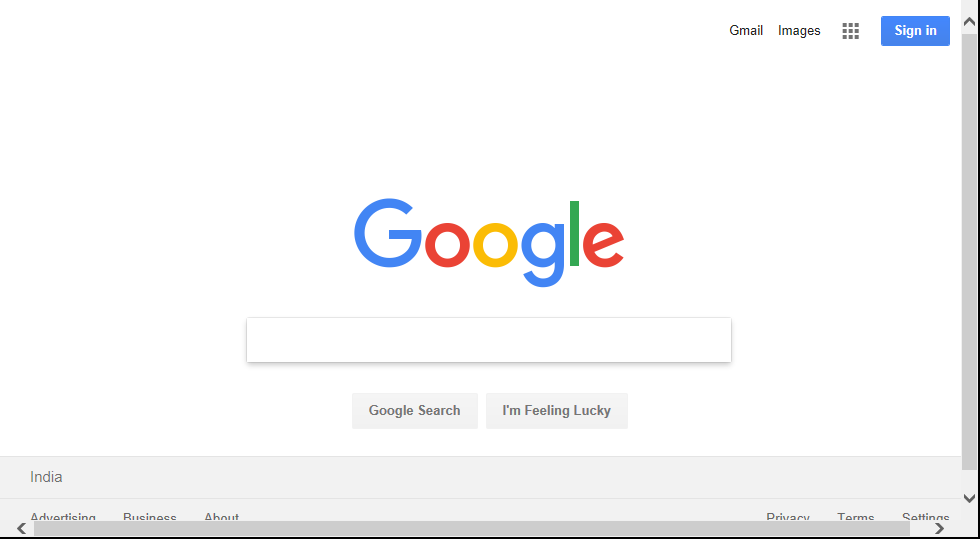 Gmail Images Sign in
Google
Google Search I'm Feeling Lucky
India
Advertising Business About Privacy Terms Settings